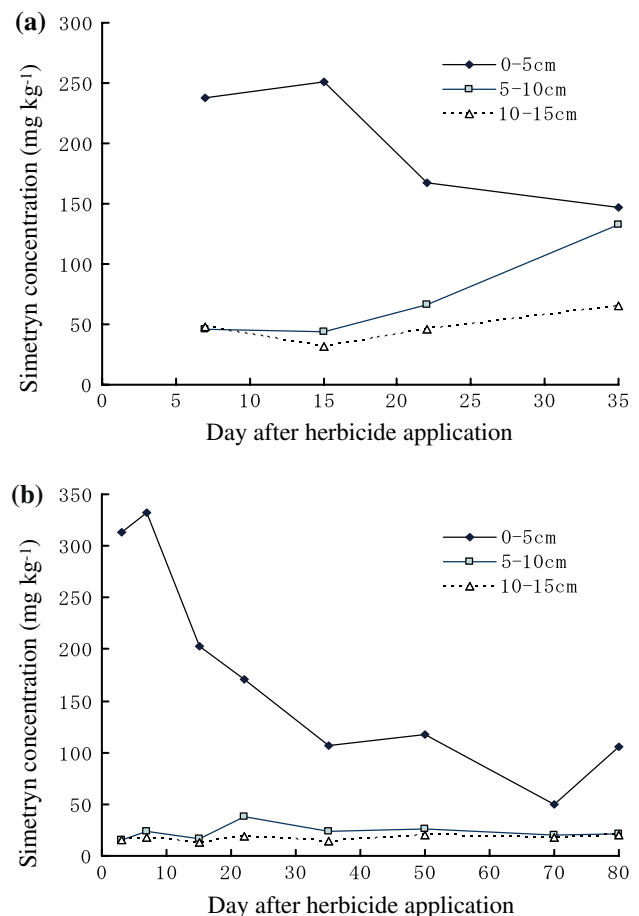 (a)
300
250
200
150
100
50
0
Simetryn concentration (mg kg-1)
0-5cm
5-10cm
10-15cm
0 5 10 15 20 25 30 35
Day after herbicide application
(b)
350
300
250
200
150
100
50
0
Simetryn concentration (mg kg-1)
0-5cm
5-10cm
10-15cm
0 10 20 30 40 50 60 70 80
Day after herbicide application